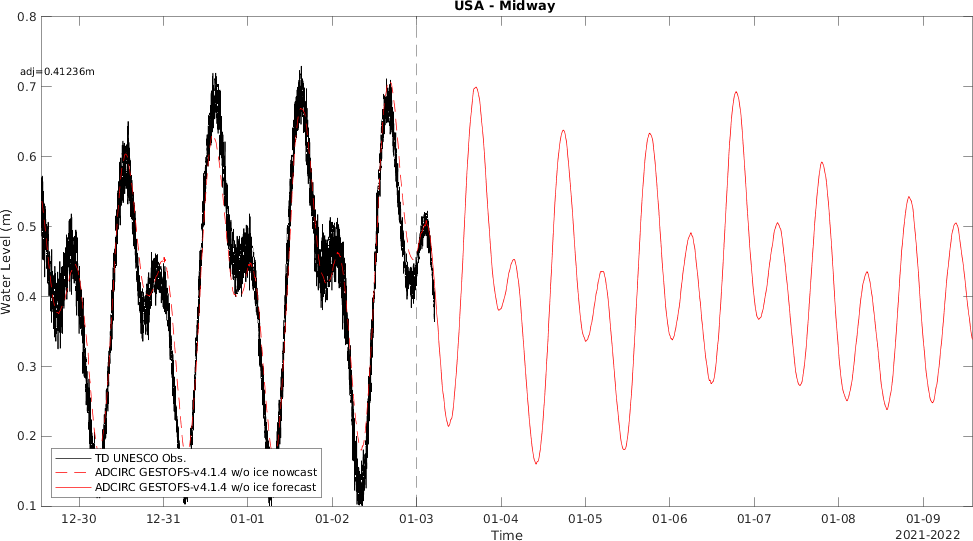 USA - Midway
adj=0.41236m
Water Level (m)
0.8
0.7
0.6
0.5
0.4
0.3
0.2
0.1
TD UNESCO Obs.
ADCIRC GESTOFS-v4.1.4 w/o ice nowcast
ADCIRC GESTOFS-v4.1.4 w/o ice forecast
12-30 12-31 01-01 01-02 01-03 01-04 01-05 01-06 01-07 01-08 01-09
Time
2021-2022